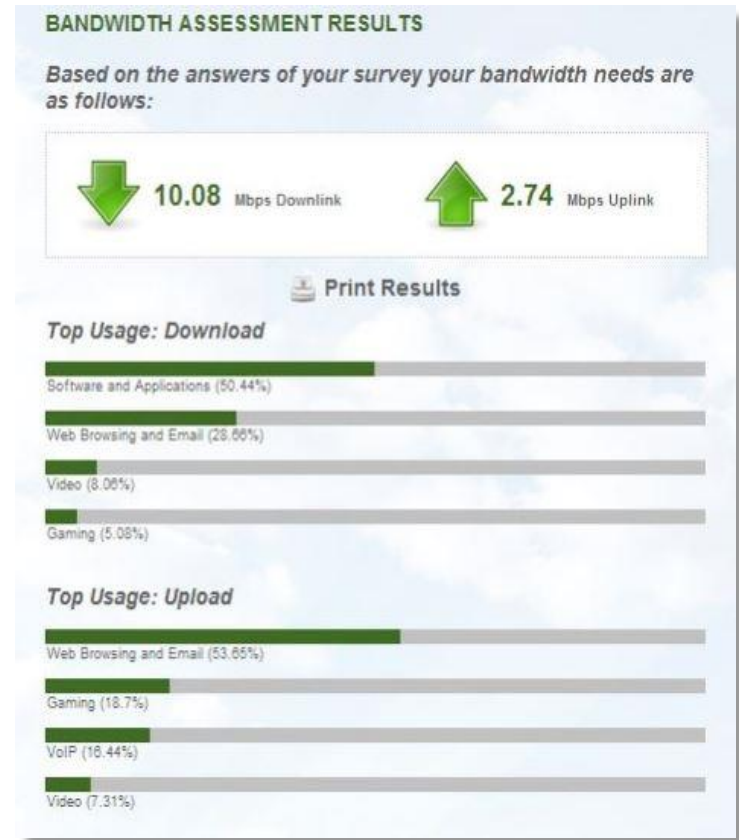 BANDWIDTH ASSESSMENT RESULTS
Based on the answers of your survey your bandwidth needs are
as follows:
10.08 Mbps Downlink 2.74 Mbps Uplink
Print Results
Top Usage: Download
Software and Applications (50.44%)
Web Browsing and Email (28.66%)
Video (8.06%)
Gaming (5.08%)
Top Usage: Upload
Web Browsing and Email (53.65%)
Gaming (18.7%)
VoIP (16.44%)
Video (7.31%)